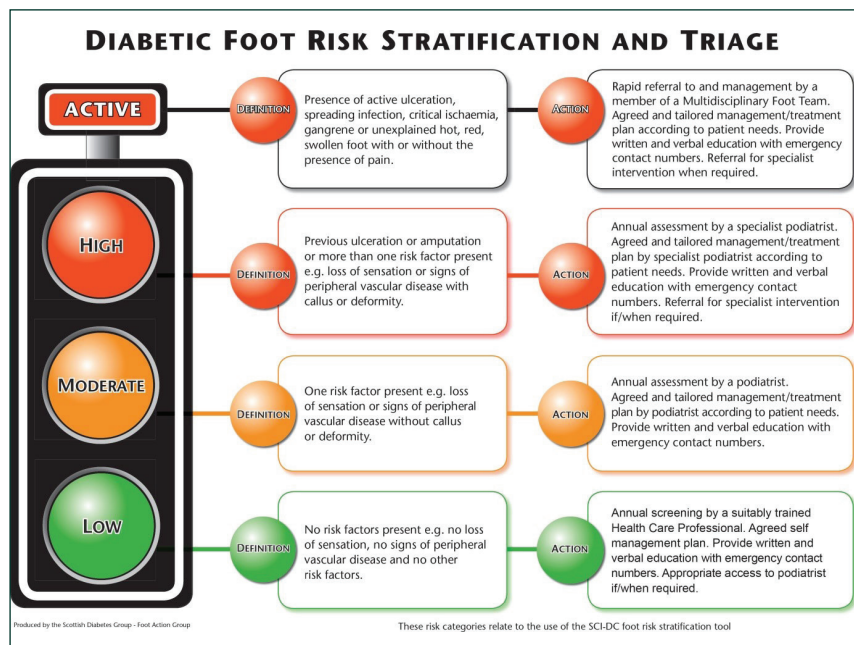 DIABETIC FOOT RISK STRATIFICATION AND TRIAGE
ACTIVE
DEFINITION
Presence of active ulceration,
spreading infection, critical ischaemia,
gangrene or unexplained hot, red,
swollen foot with or without the
presence of pain.
ACTION
Rapid referral to and management by a
member of a Multidisciplinary Foot Team.
Agreed and tailored management/treatment
plan according to patient needs. Provide
written and verbal education with emergency
contact numbers. Referral for specialist
intervention when required.
HIGH
DEFINITION
Previous ulceration or amputation
or more than one risk factor present
e.g. loss of sensation or signs of
peripheral vascular disease with
callus or deformity.
ACTION
Annual assessment by a specialist podiatrist.
Agreed and tailored management/treatment
plan by specialist podiatrist according to
patient needs. Provide written and verbal
education with emergency contact
numbers. Referral for specialist intervention
if/when required.
MODERATE
DEFINITION
One risk factor present e.g. loss
of sensation or signs of peripheral
vascular disease without callus
or deformity.
ACTION
Annual assessment by a podiatrist.
Agreed and tailored management/treatment
plan by podiatrist according to patient needs.
Provide written and verbal education with
emergency contact numbers.
LOW
DEFINITION
No risk factors present e.g. no loss
of sensation, no signs of peripheral
vascular disease and no other
risk factors.
ACTION
Annual screening by a suitably trained
Health Care Professional. Agreed self
management plan. Provide written and
verbal education with emergency contact
numbers. Appropriate access to podiatrist
if/when required.
Produced by the Scottish Diabetes Group - Foot Action Group
These risk categories relate to the use of the SCI-DC foot risk stratification tool